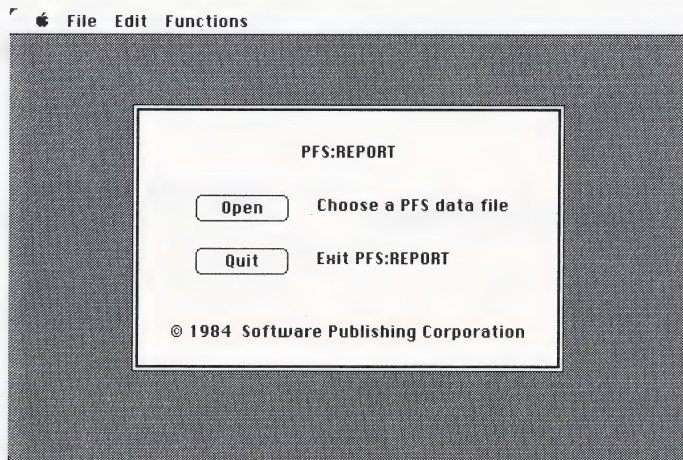 File Edit Functions
PFS:REPORT
Open Choose a PFS data file
Quit Exit PFS:REPORT
© 1984 Software Publishing Corporation